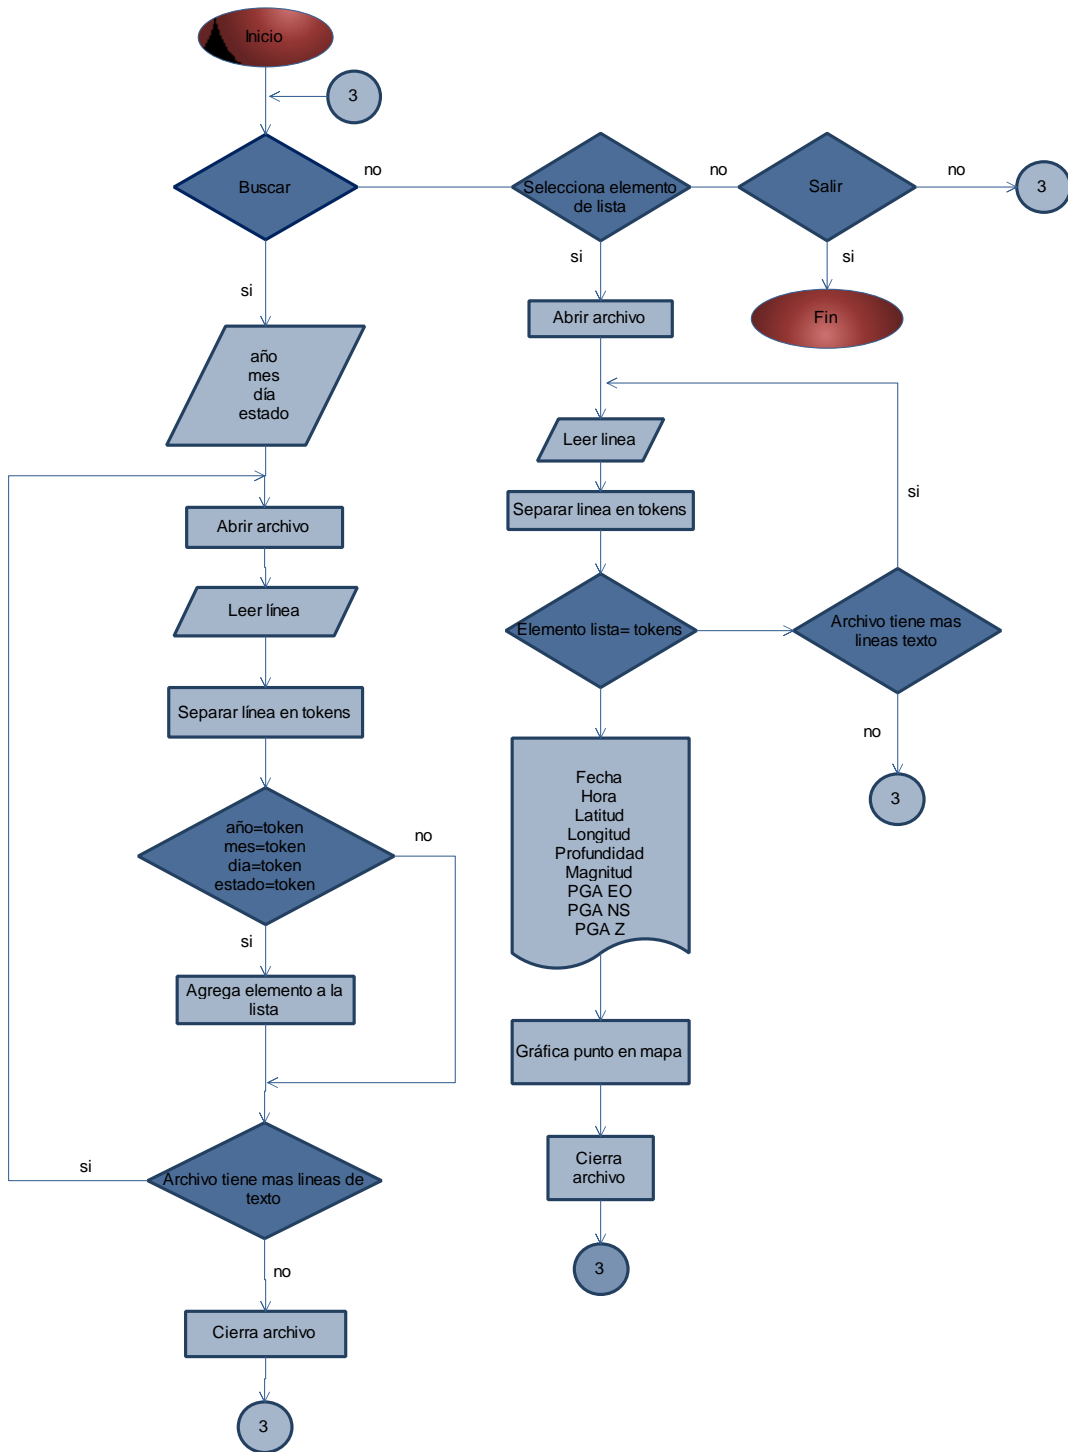 Inicio
3
Buscar
no
Selecciona elemento
de lista
no
Salir
no
3
si
si
si
Abrir archivo
Fin
año
mes
día
estado
Leer linea
Separar linea en tokens
si
Abrir archivo
Leer línea
Elemento lista= tokens
Archivo tiene mas
lineas texto
Separar línea en tokens
no
3
Fecha
Hora
Latitud
Longitud
Profundidad
Magnitud
PGA EO
PGA NS
PGA Z
año=token
mes=token
dia=token
estado=token
no
si
Agrega elemento a la
lista
Gráfica punto en mapa
Archivo tiene mas lineas de
texto
si
Cierra
archivo
3
no
Cierra archivo
3